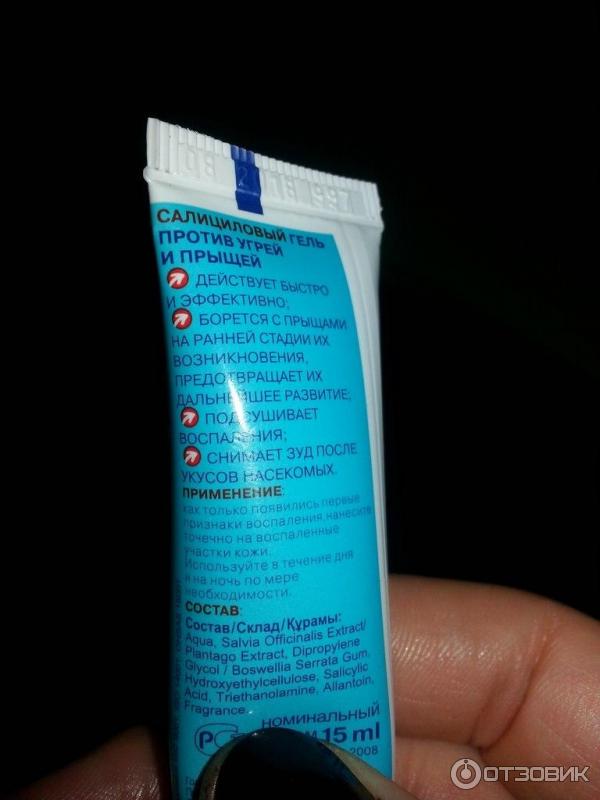 09 2018 997
САЛИЦИЛОВЫЙ ГЕЛЬ
ПРОТИВ УГРЕЙ
И ПРЫЩЕЙ
ДЕЙСТВУЕТ БЫСТРО
И ЭФФЕКТИВНО;
БОРЕТСЯ С ПРЫЩАМИ
НА РАННЕЙ СТАДИИ ИХ
ВОЗНИКНОВЕНИЯ,
ПРЕДОТВРАЩАЕТ ИХ
ДАЛЬНЕЙШЕЕ РАЗВИТИЕ;
ПОДСУШИВАЕТ
ВОСПАЛЕНИЯ;
СНИМАЕТ ЗУД ПОСЛЕ
УКУСОВ НАСЕКОМЫХ.
ПРИМЕНЕНИЕ:
как только появились первые
признаки воспаления, нанесите
точечно на воспаленные
участки кожи.
Используйте в течение дня
и на ночь по мере
необходимости.
СОСТАВ:
Состав/Склад/Құрамы:
Aqua, Salvia Officinalis Extract/
Plantago Extract, Dipropylene
Glycol / Boswellia Serrata Gum,
Hydroxyethylcellulose, Salicylic
Acid, Triethanolamine, Allantoin,
Fragrance.
НОМИНАЛЬНЫЙ
15 ml
2008
ОТЗОВИК